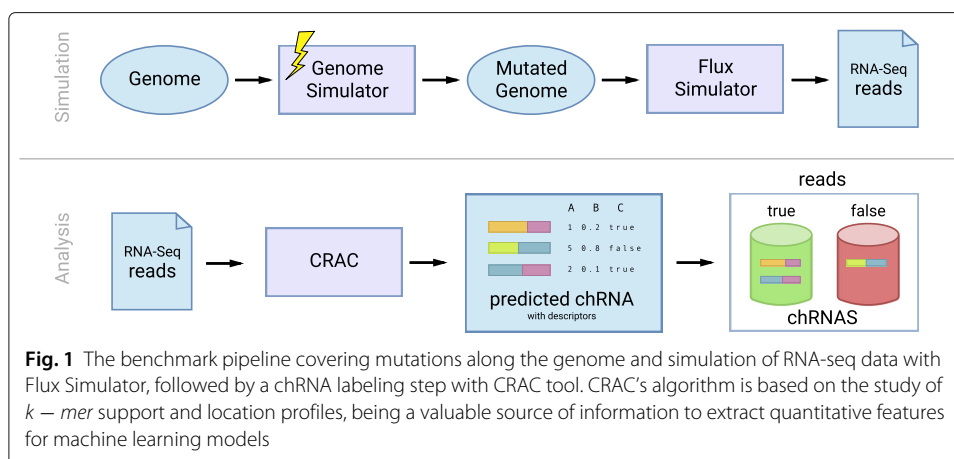 Simulation
Genome
Genome
Simulator
Mutated
Genome
Flux
Simulator
RNA-Seq
reads
Analysis
RNA-Seq
reads
CRAC
A B C
1 0.2 true
5 0.8 false
2 0.1 true
predicted chRNA
with descriptors
reads
true false
chRNAS
Fig. 1 The benchmark pipeline covering mutations along the genome and simulation of RNA-seq data with
Flux Simulator, followed by a chRNA labeling step with CRAC tool. CRAC's algorithm is based on the study of
k − mer support and location profiles, being a valuable source of information to extract quantitative features
for machine learning models